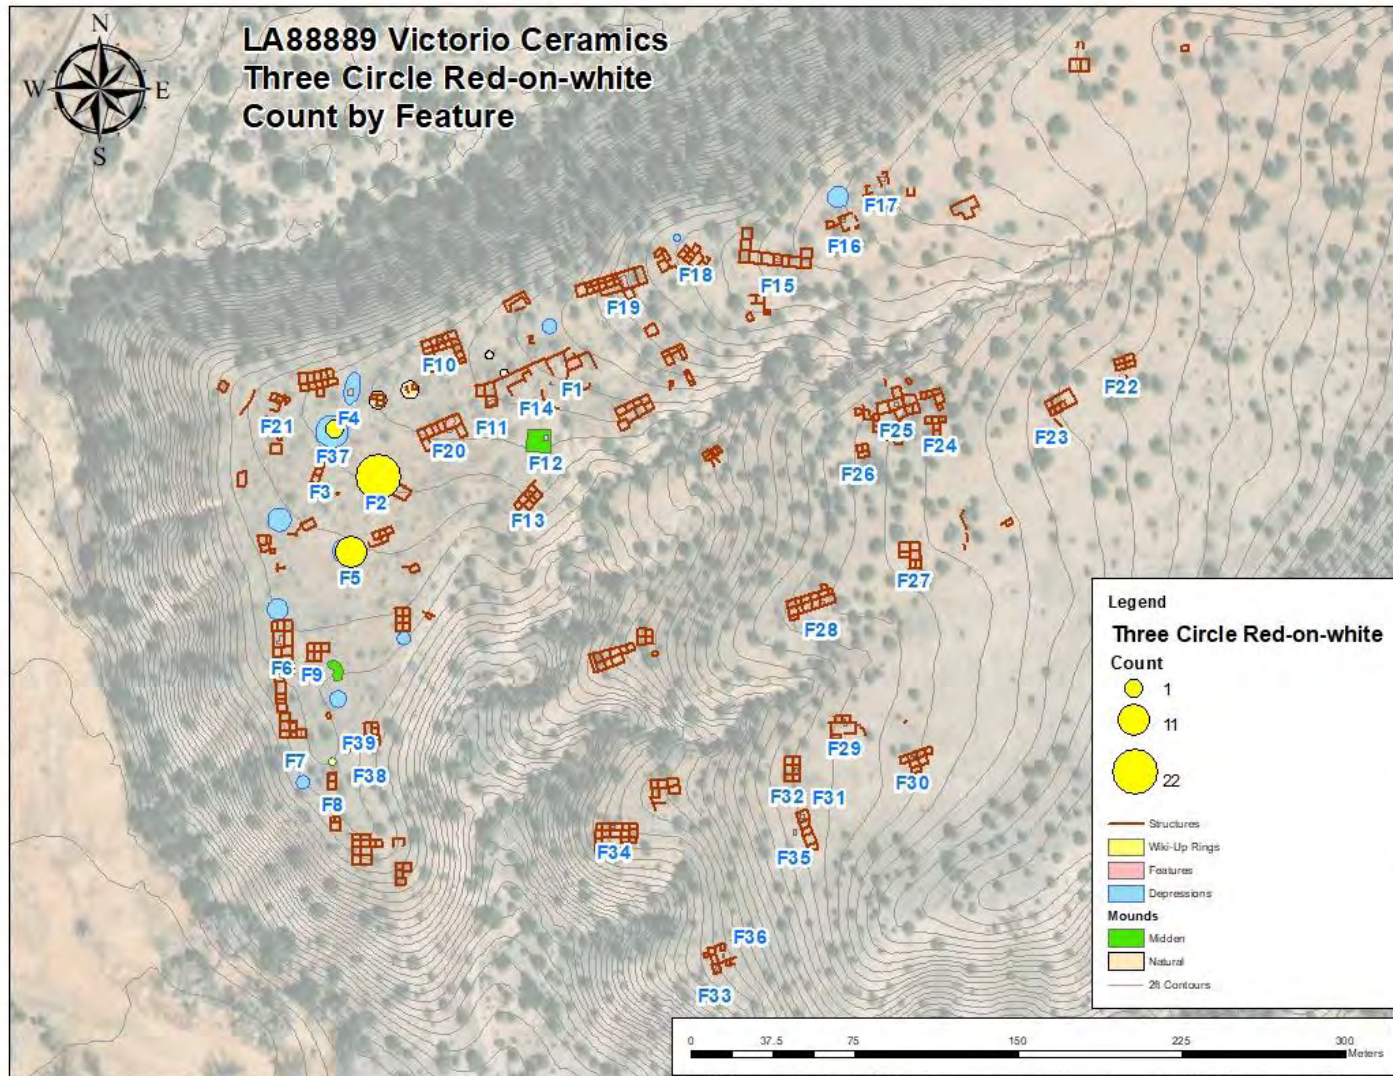 N
W
E
S
LA88889 Victorio Ceramics
Three Circle Red-on-white
Count by Feature
F17
F16
F18
F15
F19
F10
F1
F22
F11
F14
F21
F4
F25
F24
F23
F37
F20
F12
F26
F3
F2
F13
F5
F27
F28
F6
F9
F39
F29
F7
F38
F30
F32
F31
F8
F34
F35
F36
F33
Legend
Three Circle Red-on-white
Count
1
11
22
Structures
Wiki-Up Rings
Features
Depressions
Mounds
Midden
Natural
2ft Contours
0 37.5 75 150 225 300
Meters